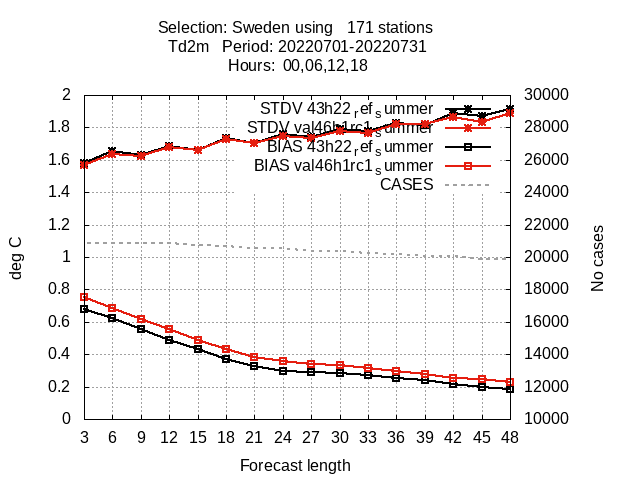 Selection: Sweden using   171 stations
Td2m   Period: 20220701-20220731
Hours:  00,06,12,18
2 30000
1.8 28000
1.6 26000
1.4 24000
1.2 22000
1 20000
0.8 18000
0.6 16000
0.4 14000
0.2 12000
0 10000
STDV 43h22_ref_summer
STDV val46h1rc1_summer
BIAS 43h22_ref_summer
BIAS val46h1rc1_summer
CASES
deg C
No cases
3 6 9 12 15 18 21 24 27 30 33 36 39 42 45 48
Forecast length